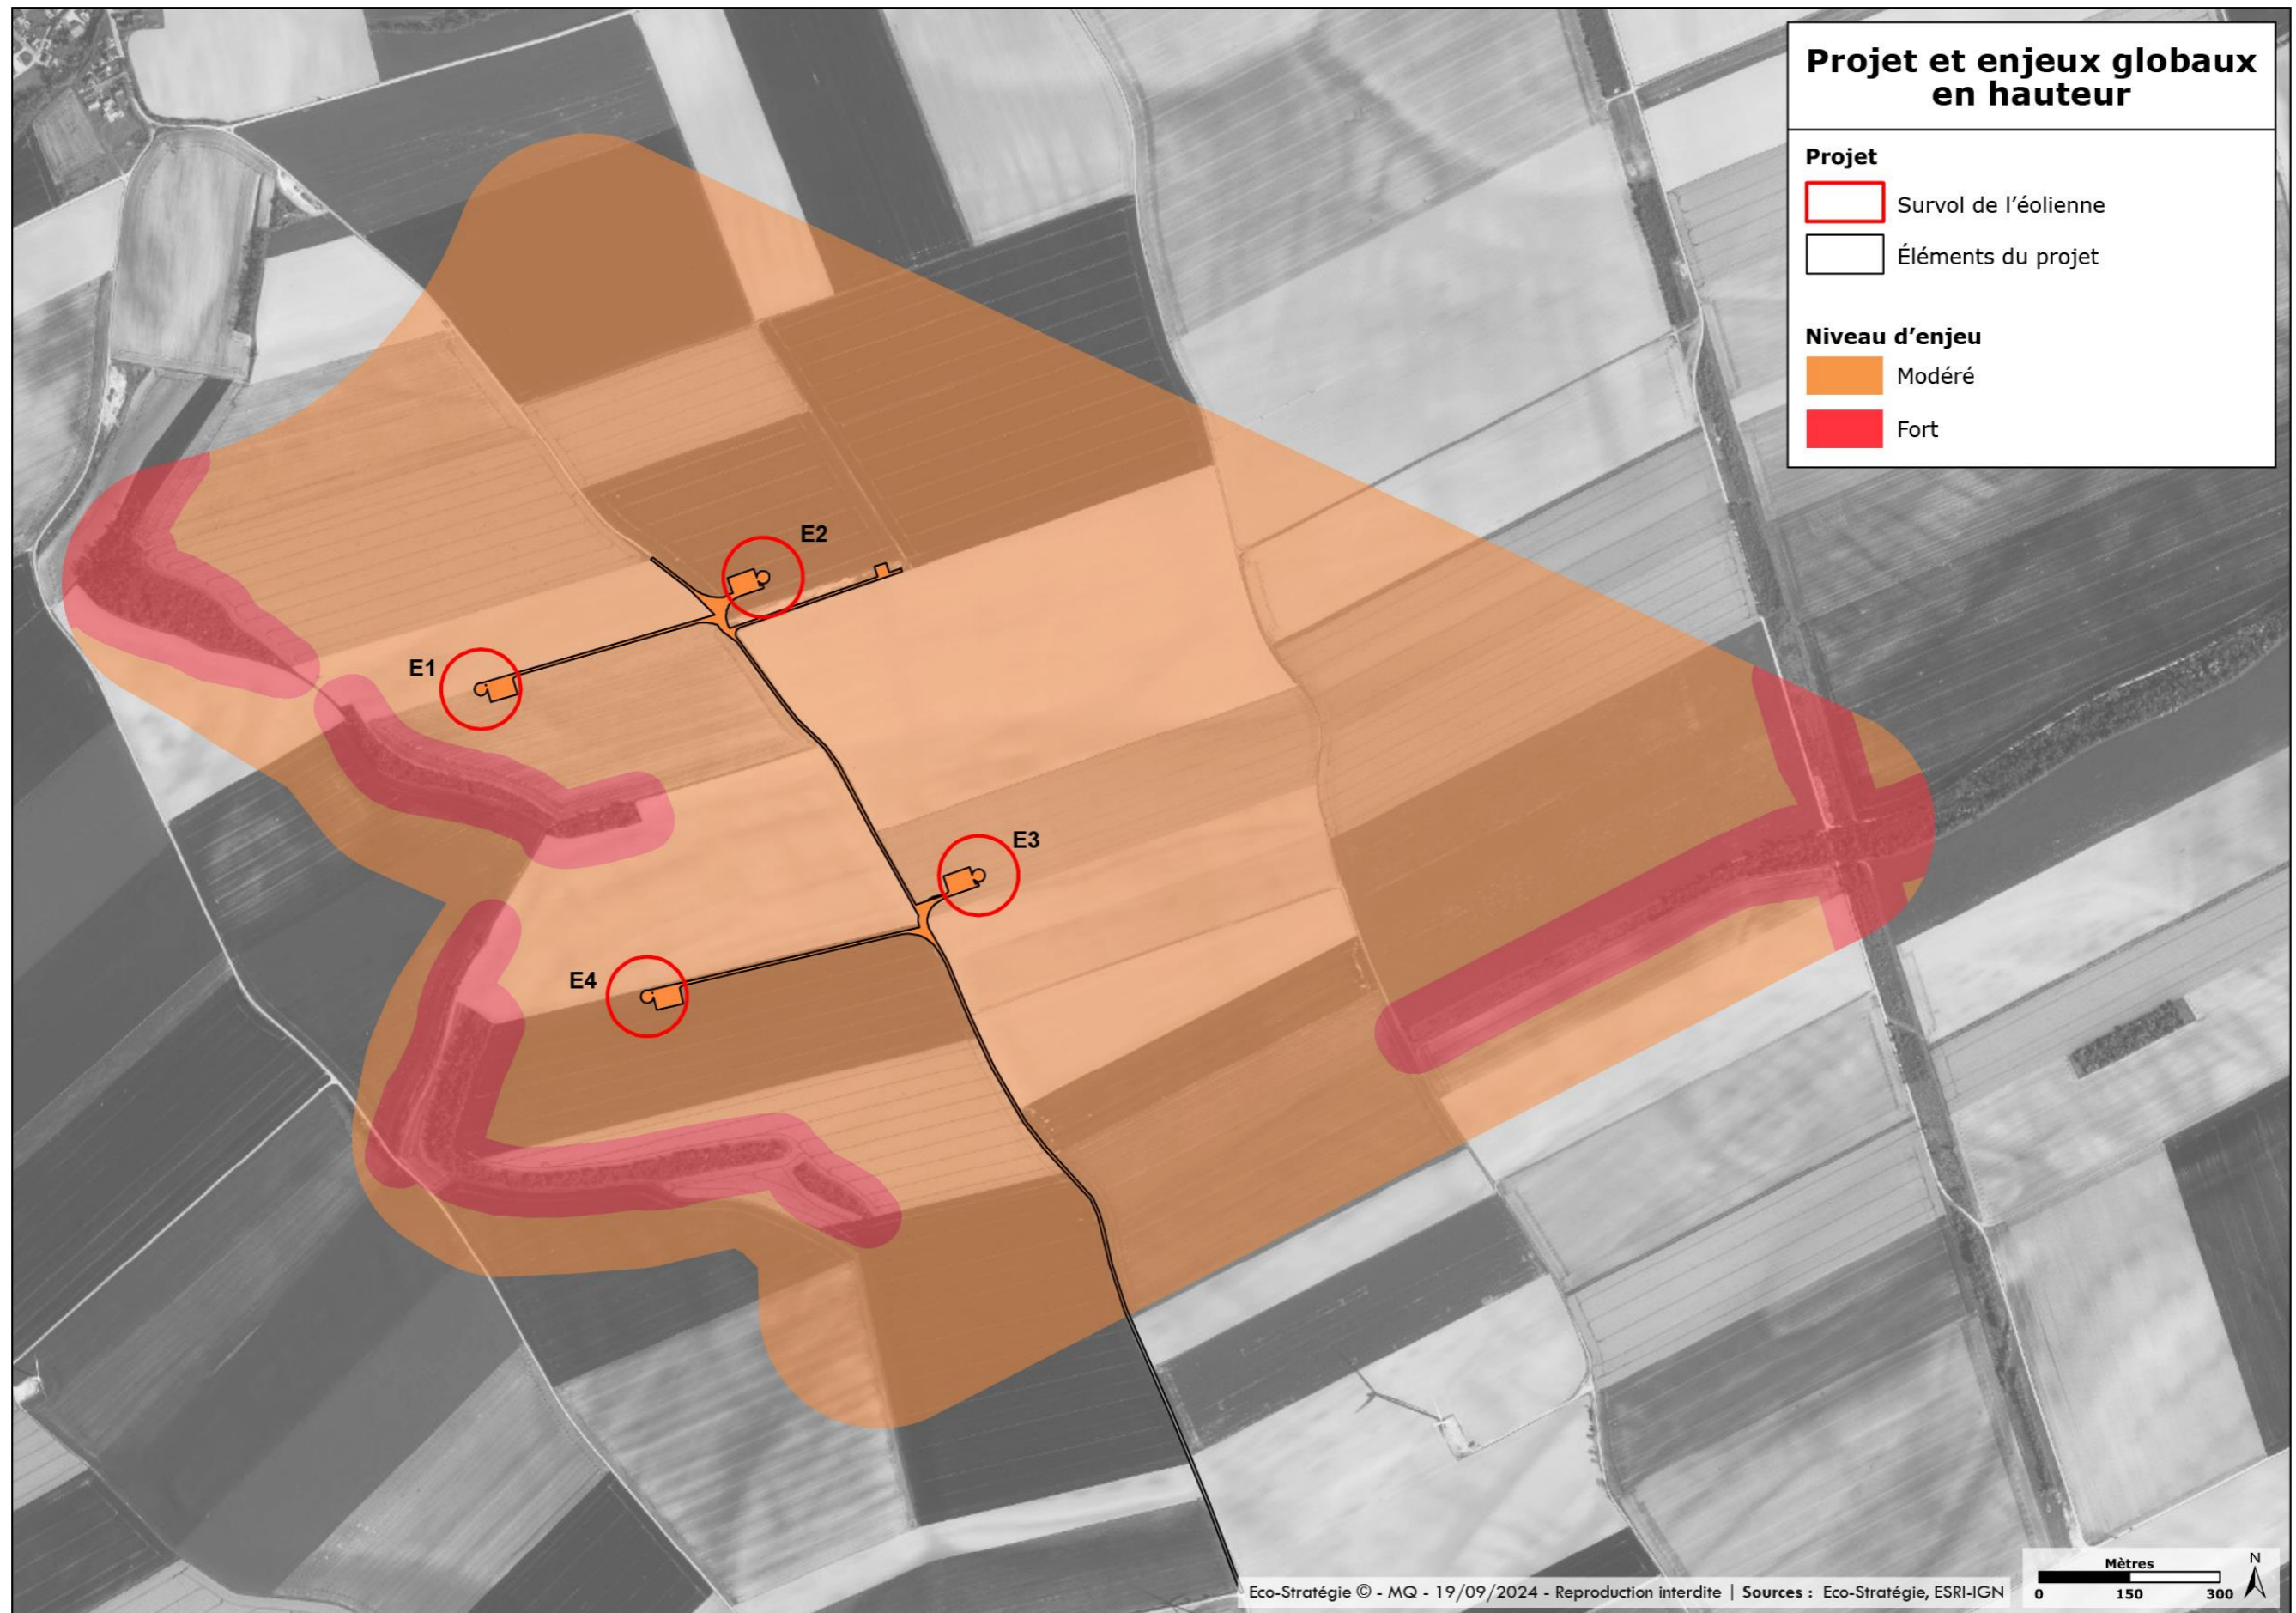 Projet et enjeux globaux
en hauteur
Projet
Survol de l’éolienne
Éléments du projet
Niveau d’enjeu
Modéré
Fort
E2
E1
E3
E4
Mètres
N
0 150 300
Eco-Stratégie © - MQ - 19/09/2024 - Reproduction interdite | Sources : Eco-Stratégie, ESRI-IGN